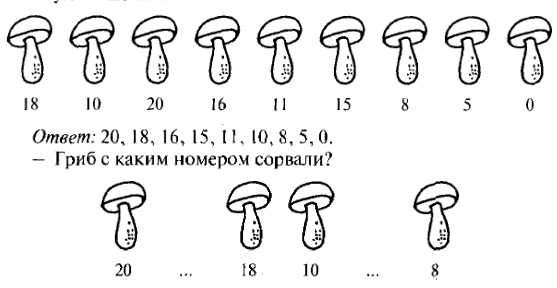 18 10 20 16 11 15 8 5 0
Ответ: 20, 18, 16, 15, 11, 10, 8, 5, 0.
— Гриб с каким номером сорвали?
20 ... 18 10 ... 8